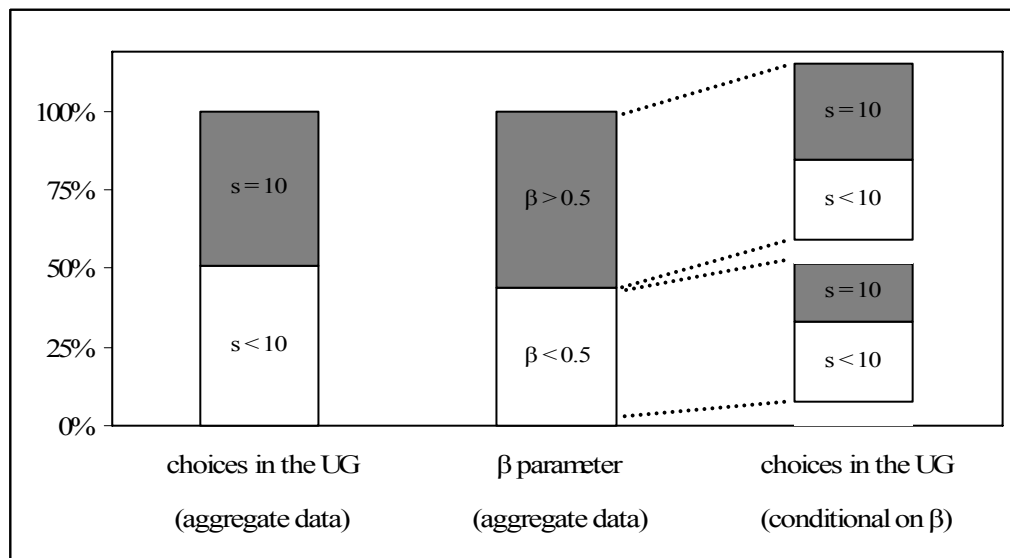 100%
75%
50%
25%
0%
s = 10
s < 10
β > 0.5
β < 0.5
s = 10
s < 10
s = 10
s < 10
choices in the UG
(aggregate data)
β parameter
(aggregate data)
choices in the UG
(conditional on β)